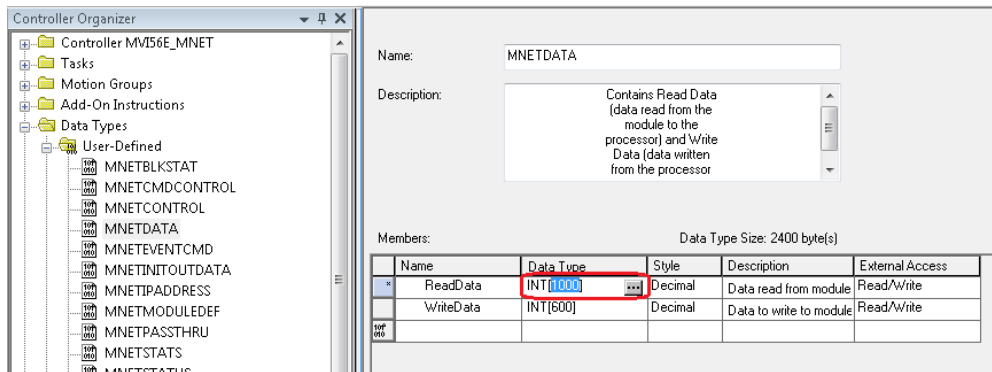 Controller Organizer
Controller MVI56E_MNET
Tasks
Motion Groups
Add-On Instructions
Data Types
User-Defined
MNETBLKSTAT
MNETCMDCONTROL
MNETCONTROL
MNETDATA
MNETEVENTCMD
MNETINITOUTDATA
MNETIPADDRESS
MNETMODULEDEF
MNETPASSTHRU
MNETSTATS
MNETSTATUS
Name: MNETDATA
Description: Contains Read Data
(data read from the
module to the
processor) and Write
Data (data written
from the processor
Members: Data Type Size: 2400 byte(s)
Name Data Type Style Description External Access
* ReadData INT[1000] ... Decimal Data read from module Read/Write
WriteData INT[600] Decimal Data to write to module Read/Write